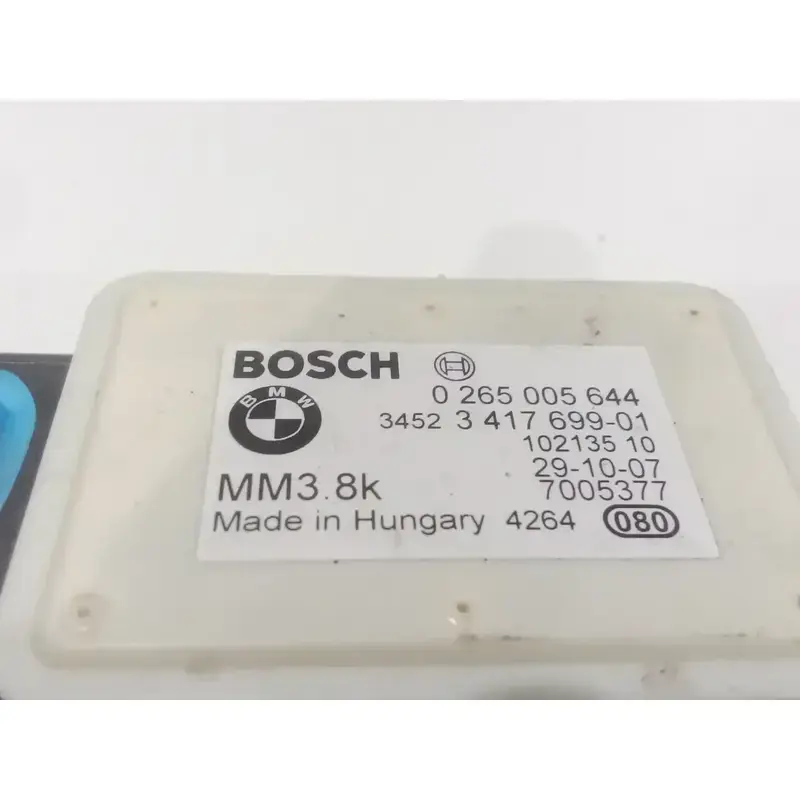 BOSCH
0 265 005 644
BMW
3452 3 417 699-01
102135 10
29-10-07
MM3.8k 7005377
Made in Hungary 4264 080